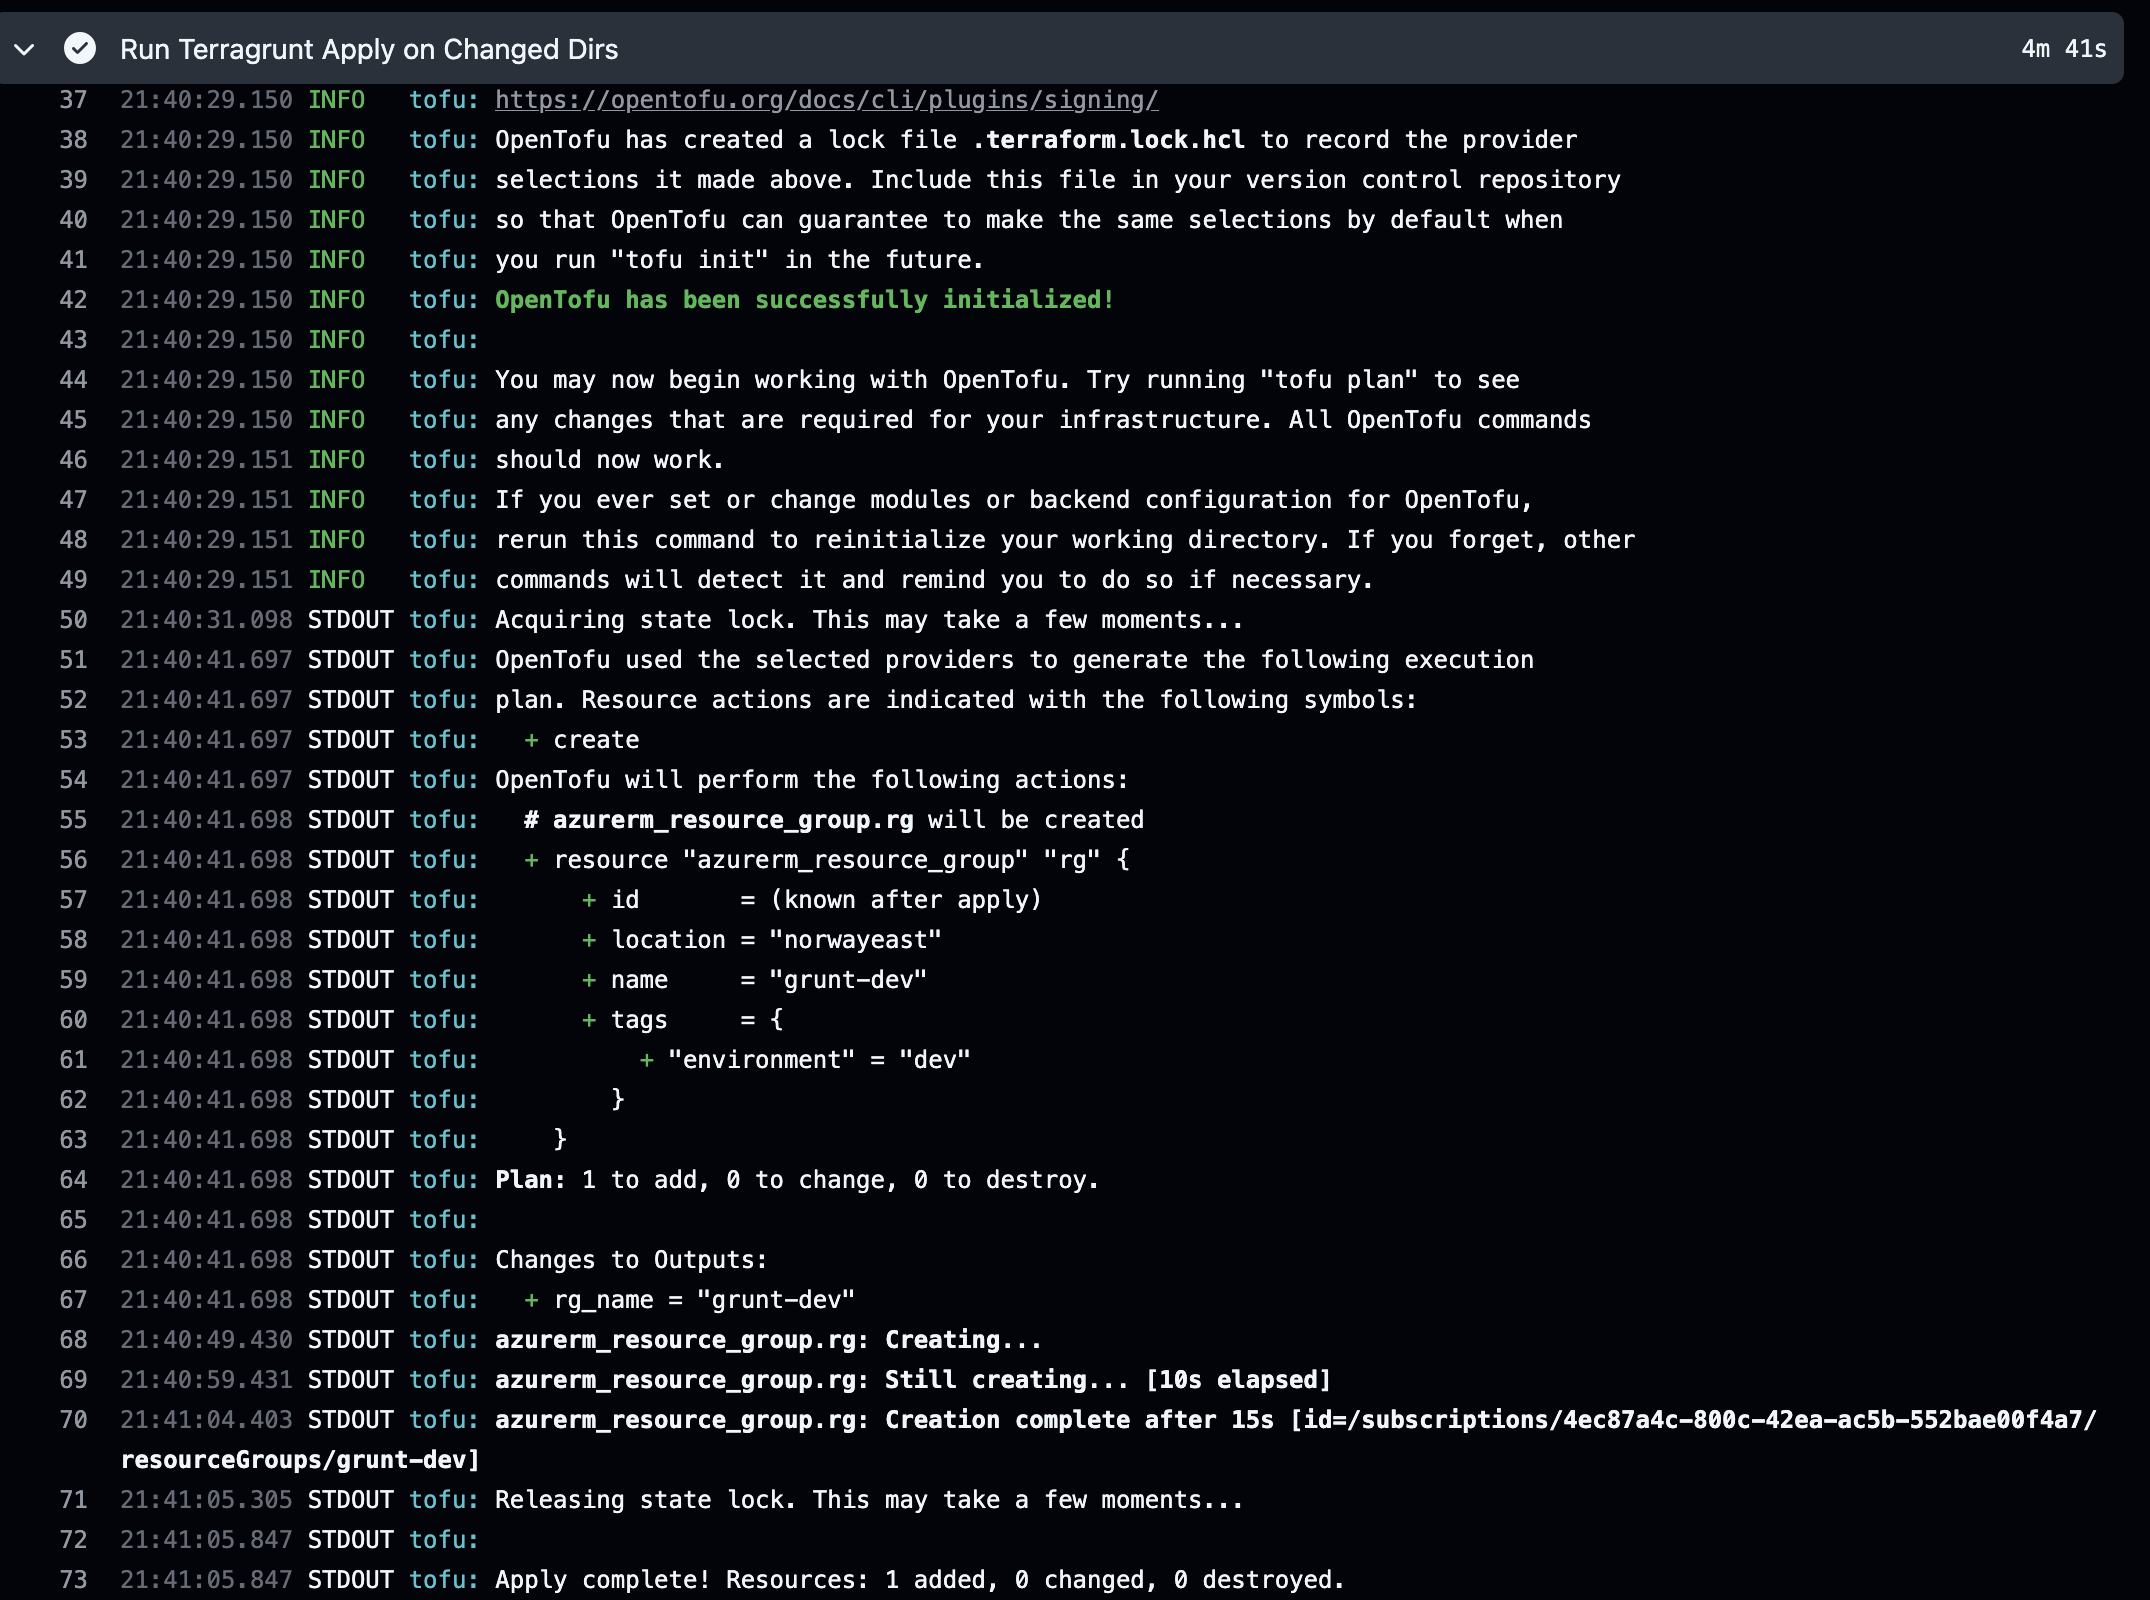 Run Terragrunt Apply on Changed Dirs 4m 41s
37 21:40:29.150 INFO tofu: https://opentofu.org/docs/cli/plugins/signing/
38 21:40:29.150 INFO tofu: OpenTofu has created a lock file .terraform.lock.hcl to record the provider
39 21:40:29.150 INFO tofu: selections it made above. Include this file in your version control repository
40 21:40:29.150 INFO tofu: so that OpenTofu can guarantee to make the same selections by default when
41 21:40:29.150 INFO tofu: you run "tofu init" in the future.
42 21:40:29.150 INFO tofu: OpenTofu has been successfully initialized!
43 21:40:29.150 INFO tofu:
44 21:40:29.150 INFO tofu: You may now begin working with OpenTofu. Try running "tofu plan" to see
45 21:40:29.150 INFO tofu: any changes that are required for your infrastructure. All OpenTofu commands
46 21:40:29.151 INFO tofu: should now work.
47 21:40:29.151 INFO tofu: If you ever set or change modules or backend configuration for OpenTofu,
48 21:40:29.151 INFO tofu: rerun this command to reinitialize your working directory. If you forget, other
49 21:40:29.151 INFO tofu: commands will detect it and remind you to do so if necessary.
50 21:40:31.098 STDOUT tofu: Acquiring state lock. This may take a few moments...
51 21:40:41.697 STDOUT tofu: OpenTofu used the selected providers to generate the following execution
52 21:40:41.697 STDOUT tofu: plan. Resource actions are indicated with the following symbols:
53 21:40:41.697 STDOUT tofu:   + create
54 21:40:41.697 STDOUT tofu: OpenTofu will perform the following actions:
55 21:40:41.698 STDOUT tofu:   # azurerm_resource_group.rg will be created
56 21:40:41.698 STDOUT tofu:   + resource "azurerm_resource_group" "rg" {
57 21:40:41.698 STDOUT tofu:       + id       = (known after apply)
58 21:40:41.698 STDOUT tofu:       + location = "norwayeast"
59 21:40:41.698 STDOUT tofu:       + name     = "grunt-dev"
60 21:40:41.698 STDOUT tofu:       + tags     = {
61 21:40:41.698 STDOUT tofu:           + "environment" = "dev"
62 21:40:41.698 STDOUT tofu:         }
63 21:40:41.698 STDOUT tofu:     }
64 21:40:41.698 STDOUT tofu: Plan: 1 to add, 0 to change, 0 to destroy.
65 21:40:41.698 STDOUT tofu:
66 21:40:41.698 STDOUT tofu: Changes to Outputs:
67 21:40:41.698 STDOUT tofu:   + rg_name = "grunt-dev"
68 21:40:49.430 STDOUT tofu: azurerm_resource_group.rg: Creating...
69 21:40:59.431 STDOUT tofu: azurerm_resource_group.rg: Still creating... [10s elapsed]
70 21:41:04.403 STDOUT tofu: azurerm_resource_group.rg: Creation complete after 15s [id=/subscriptions/4ec87a4c-800c-42ea-ac5b-552bae00f4a7/
resourceGroups/grunt-dev]
71 21:41:05.305 STDOUT tofu: Releasing state lock. This may take a few moments...
72 21:41:05.847 STDOUT tofu:
73 21:41:05.847 STDOUT tofu: Apply complete! Resources: 1 added, 0 changed, 0 destroyed.